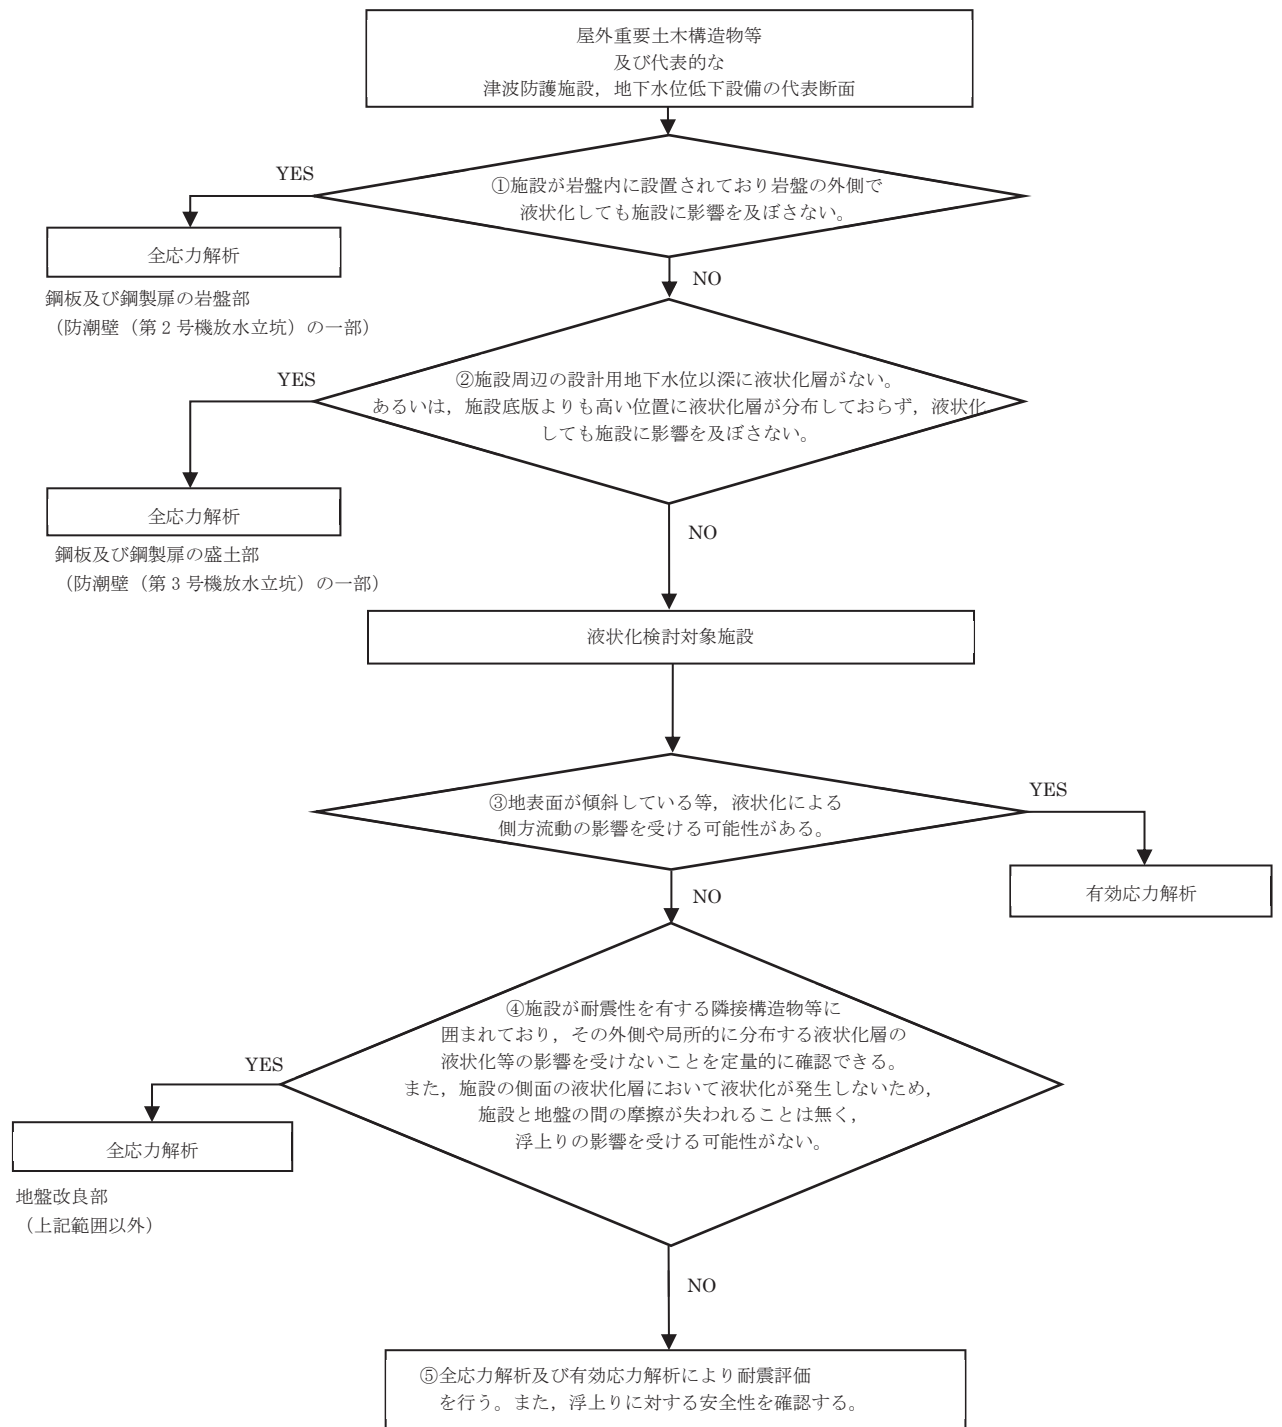 屋外重要土木構造物等
及び代表的な
津波防護施設，地下水位低下設備の代表断面
YES
①施設が岩盤内に設置されており岩盤の外側で
液状化しても施設に影響を及ぼさない。
全応力解析
NO
鋼板及び鋼製扉の岩盤部
（防潮壁（第２号機放水立坑）の一部）
YES
②施設周辺の設計用地下水位以深に液状化層がない。
あるいは，施設底版よりも高い位置に液状化層が分布しておらず，液状化
しても施設に影響を及ぼさない。
全応力解析
NO
鋼板及び鋼製扉の盛土部
（防潮壁（第３号機放水立坑）の一部）
液状化検討対象施設
YES
③地表面が傾斜している等，液状化による
側方流動の影響を受ける可能性がある。
有効応力解析
NO
④施設が耐震性を有する隣接構造物等に
囲まれており，その外側や局所的に分布する液状化層の
液状化等の影響を受けないことを定量的に確認できる。
YES
また，施設の側面の液状化層において液状化が発生しないため，
施設と地盤の間の摩擦が失われることは無く，
浮上りの影響を受ける可能性がない。
全応力解析
地盤改良部
（上記範囲以外）
NO
⑤全応力解析及び有効応力解析により耐震評価
を行う。また，浮上りに対する安全性を確認する。